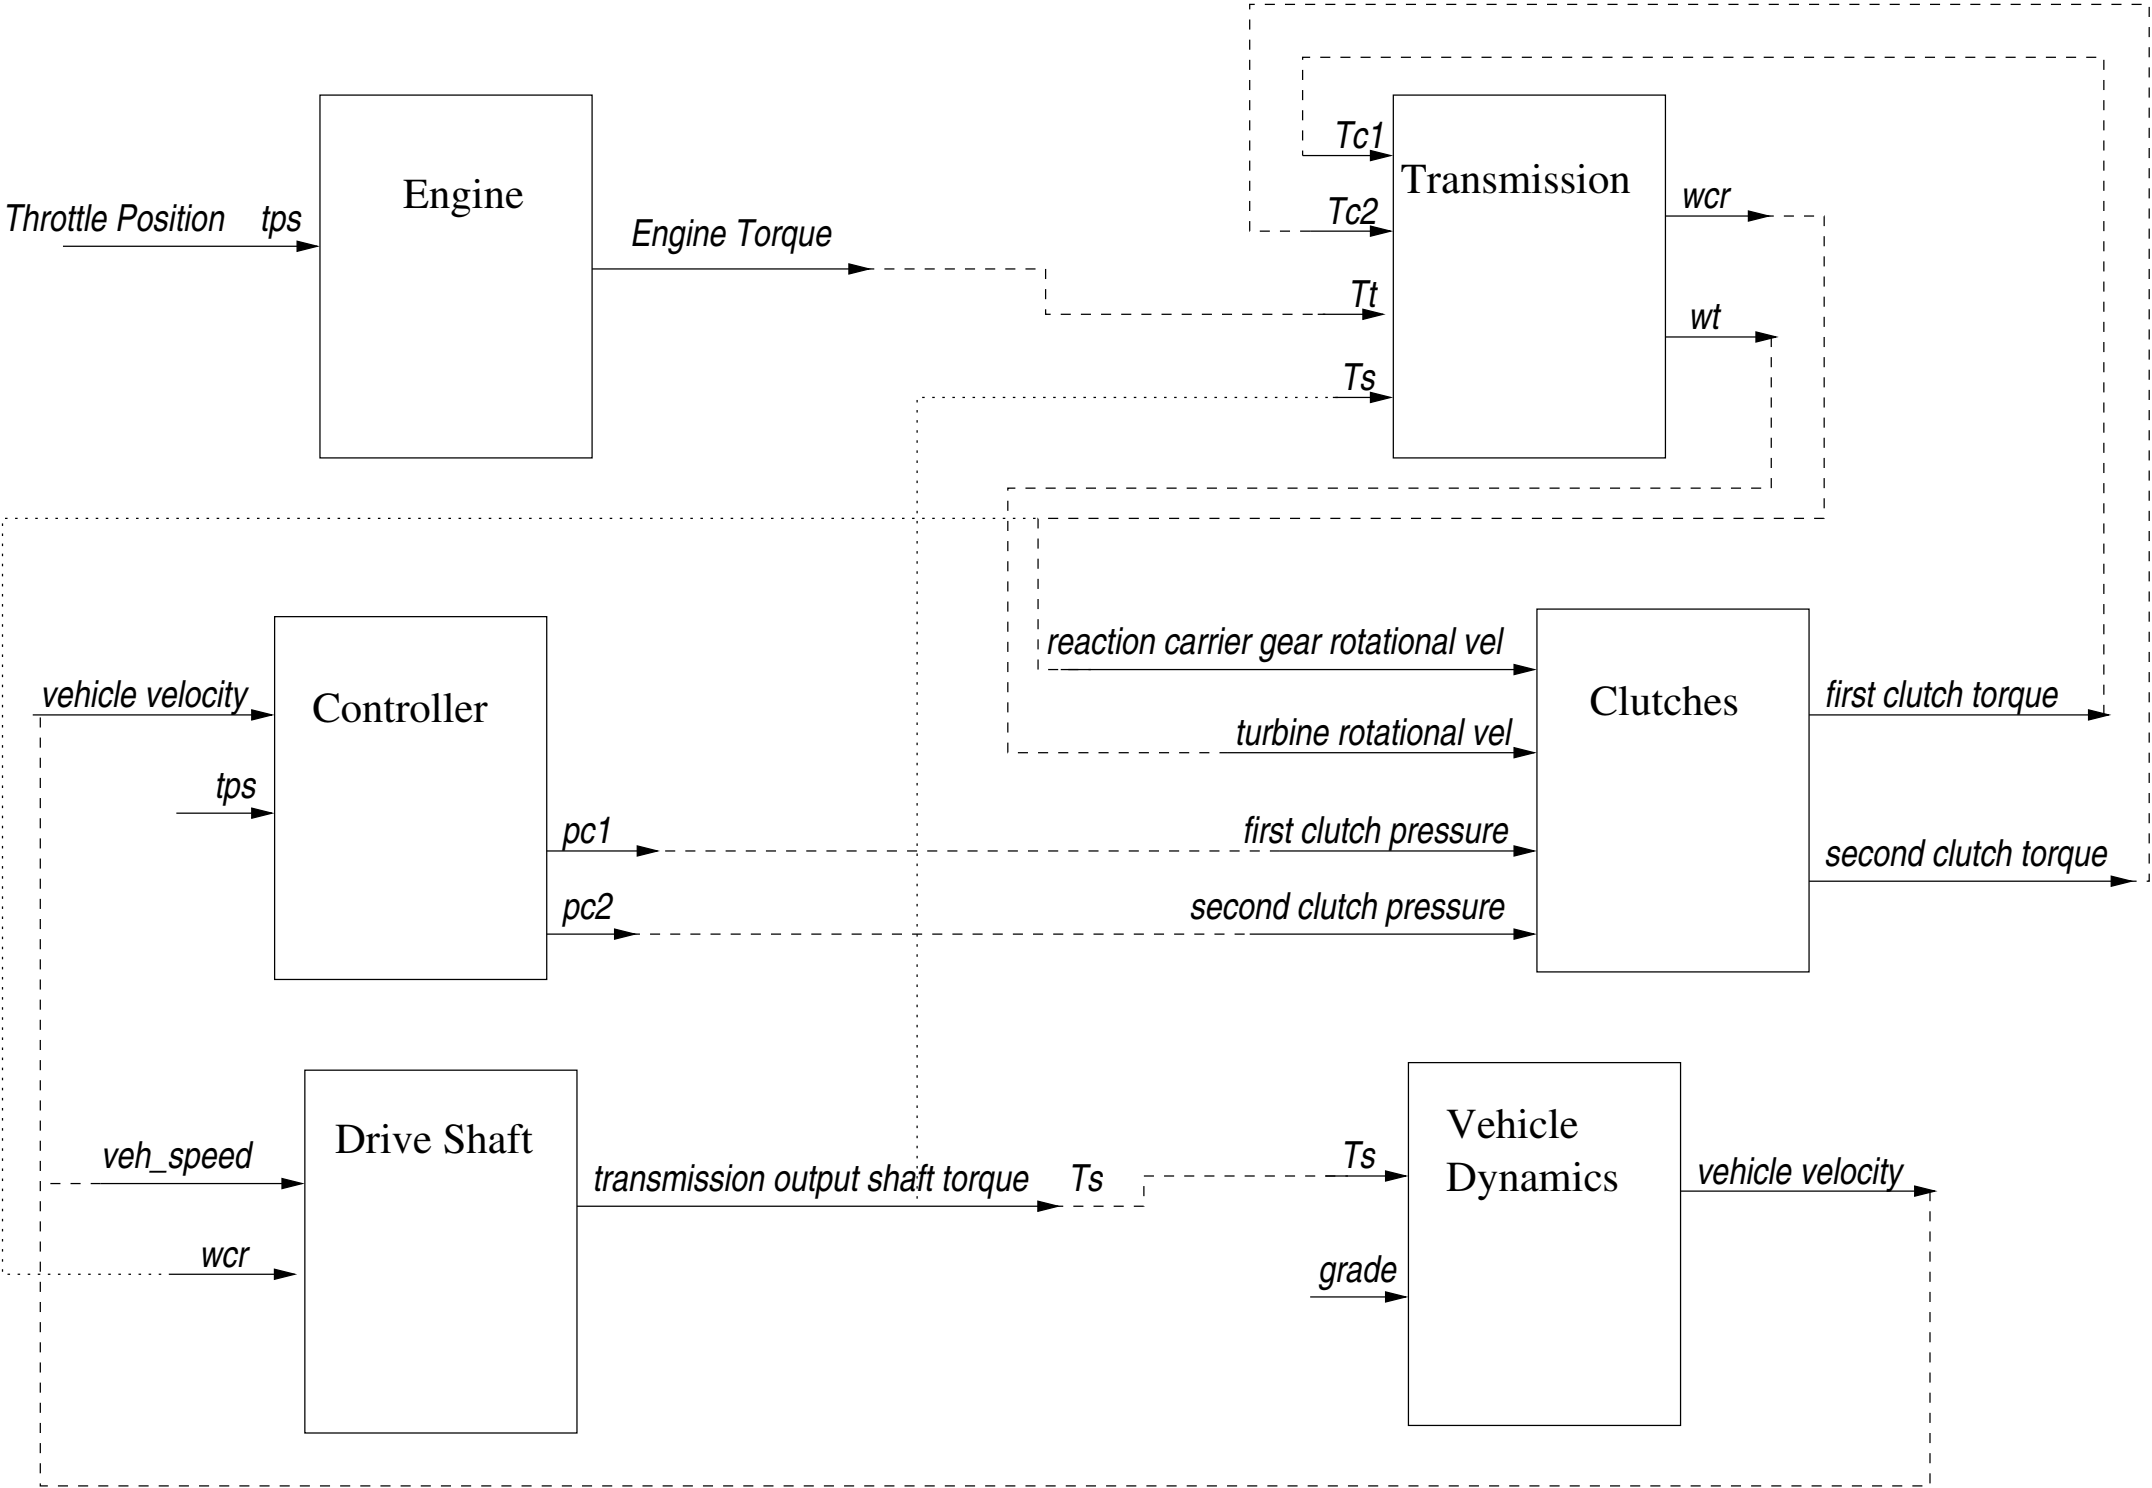 Tc1
Transmission
Engine
wcr
Throttle Position tps
Tc2
Engine Torque
Tt
wt
Ts
reaction carrier gear rotational vel
vehicle velocity
Controller
Clutches
first clutch torque
turbine rotational vel
tps
pc1
first clutch pressure
second clutch torque
pc2
second clutch pressure
Vehicle
Dynamics
Drive Shaft
veh_speed
transmission output shaft torque Ts
Ts
vehicle velocity
wcr
grade